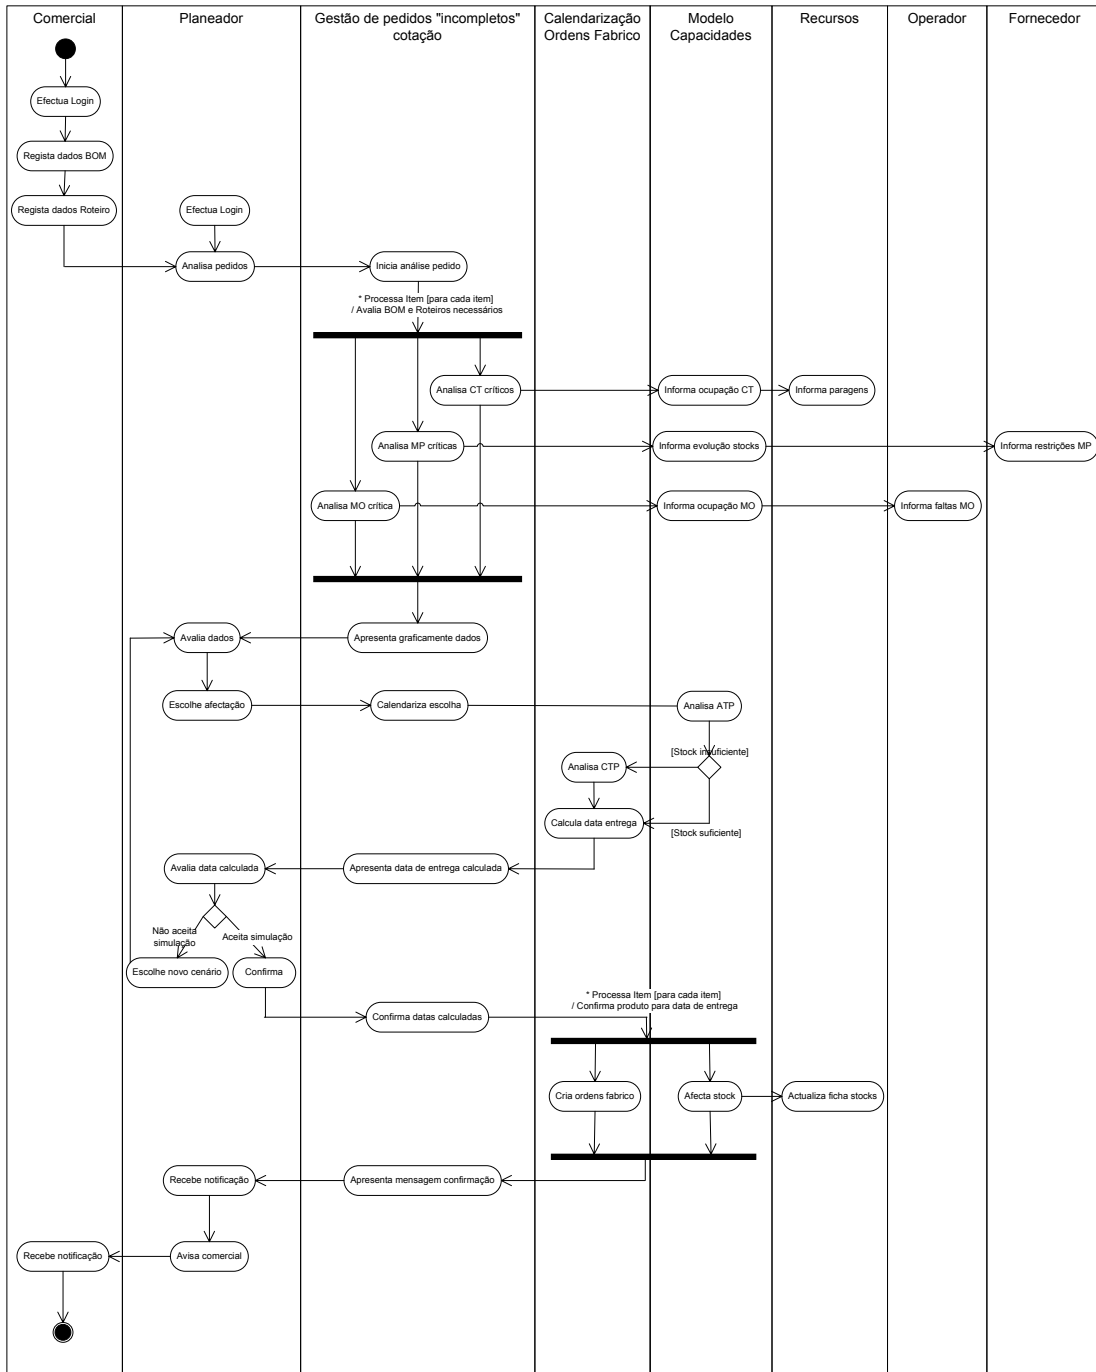 Comercial
Planeador
Gestão de pedidos "incompletos"
cotação
Calendarização
Ordens Fabrico
Modelo
Capacidades
Recursos
Operador
Fornecedor
Efectua Login
Regista dados BOM
Regista dados Roteiro
Efectua Login
Analisa pedidos
Inicia análise pedido
* Processa Item [para cada item]
/ Avalia BOM e Roteiros necessários
Analisa CT críticos
Informa ocupação CT
Informa paragens
Analisa MP críticas
Informa evolução stocks
Informa restrições MP
Analisa MO crítica
Informa ocupação MO
Informa faltas MO
Avalia dados
Apresenta graficamente dados
Escolhe afectação
Calendariza escolha
Analisa ATP
[Stock insuficiente]
Analisa CTP
Calcula data entrega
[Stock suficiente]
Avalia data calculada
Apresenta data de entrega calculada
Não aceita
simulação
Aceita simulação
Escolhe novo cenário
Confirma
* Processa Item [para cada item]
/ Confirma produto para data de entrega
Confirma datas calculadas
Cria ordens fabrico
Afecta stock
Actualiza ficha stocks
Recebe notificação
Apresenta mensagem confirmação
Recebe notificação
Avisa comercial